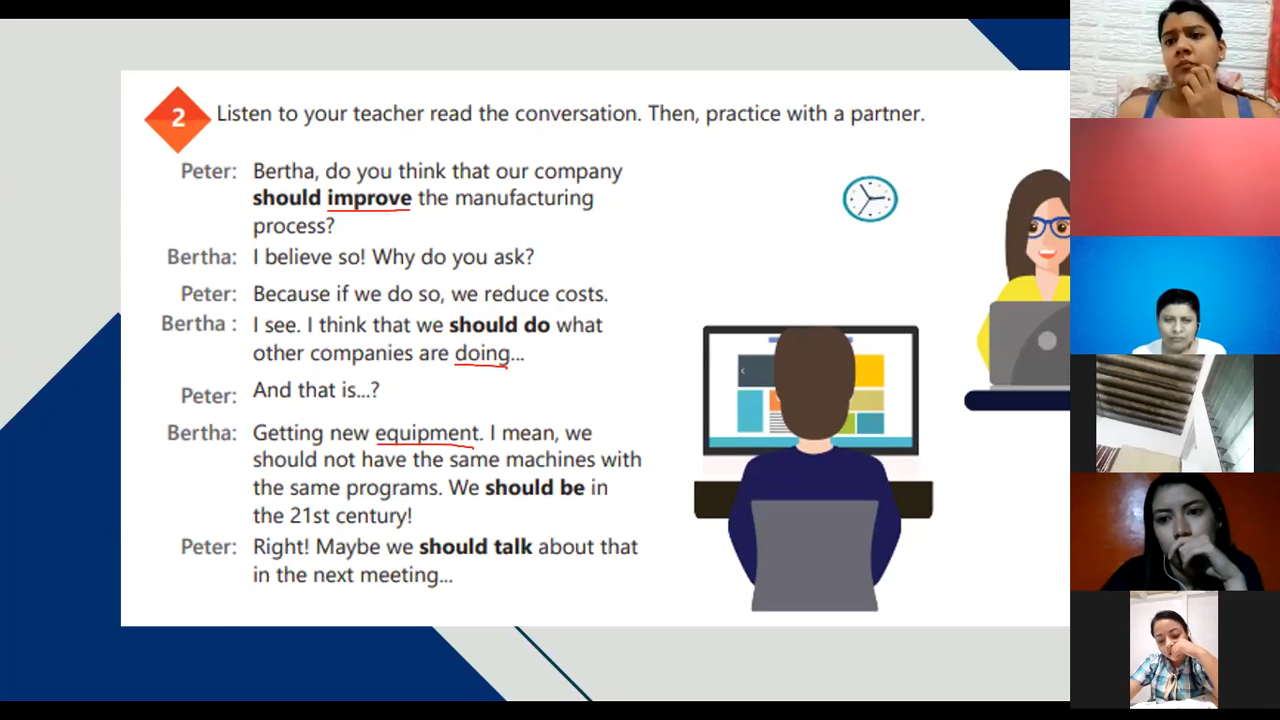 2
Listen to your teacher read the conversation. Then, practice with a partner.
Peter: Bertha, do you think that our company
should improve the manufacturing
process?
Bertha: I believe so! Why do you ask?
Peter: Because if we do so, we reduce costs.
Bertha : I see. I think that we should do what
other companies are doing...
Peter: And that is...?
Bertha: Getting new equipment. I mean, we
should not have the same machines with
the same programs. We should be in
the 21st century!
Peter: Right! Maybe we should talk about that
in the next meeting...